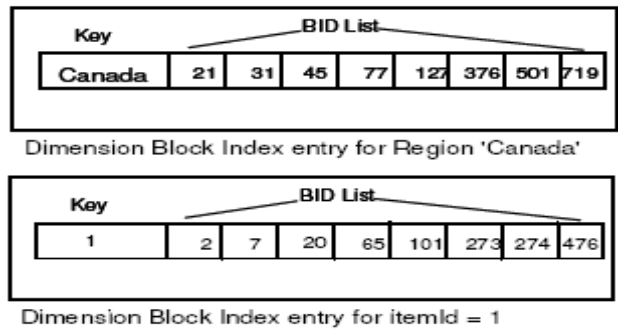 BID List
Key
Canada 21 31 45 77 127 376 501 719
Dimension Block Index entry for Region 'Canada'
BID List
Key
1 2 7 20 65 101 273 274 476
Dimension Block Index entry for itemId = 1